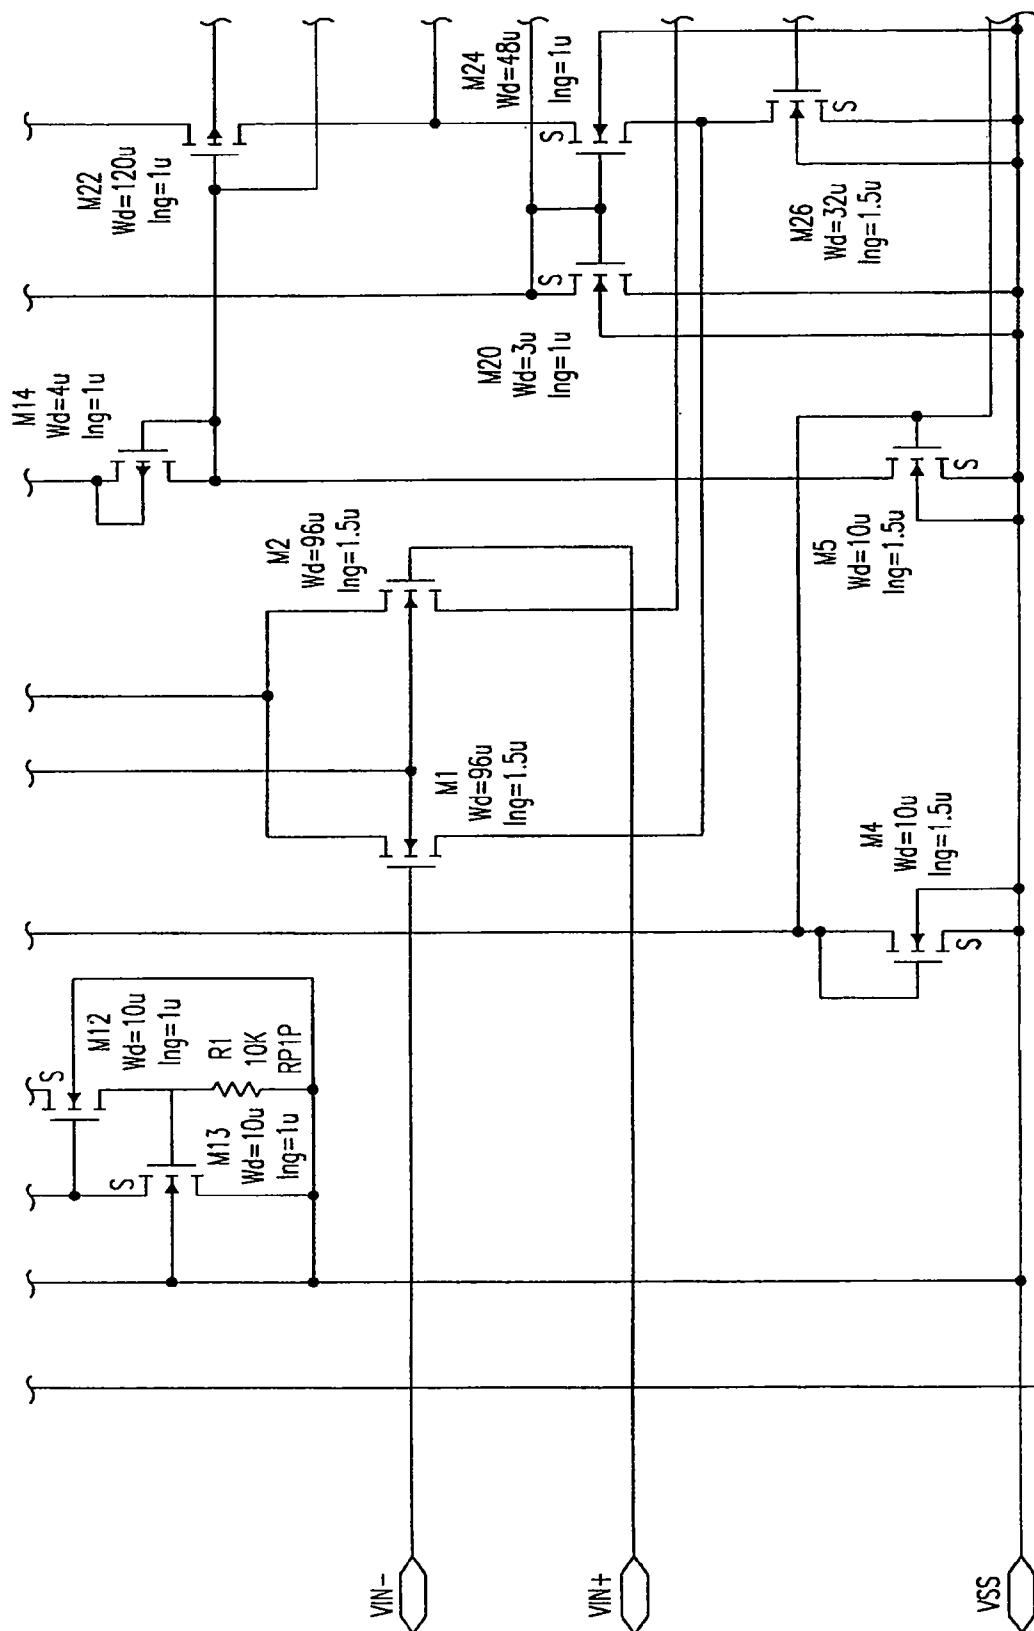 M12
Wd=10u
lng=1u
S
R1
10K
RP1P
M13
Wd=10u
lng=1u
S
M14
Wd=4u
lng=1u
M22
Wd=120u
lng=1u
VIN-
M1
Wd=96u
lng=1.5u
M2
Wd=96u
lng=1.5u
M20
Wd=3u
lng=1u
S
M24
Wd=48u
lng=1u
S
VIN+
M4
Wd=10u
lng=1.5u
S
M5
Wd=10u
lng=1.5u
S
M26
Wd=32u
lng=1.5u
S
VSS